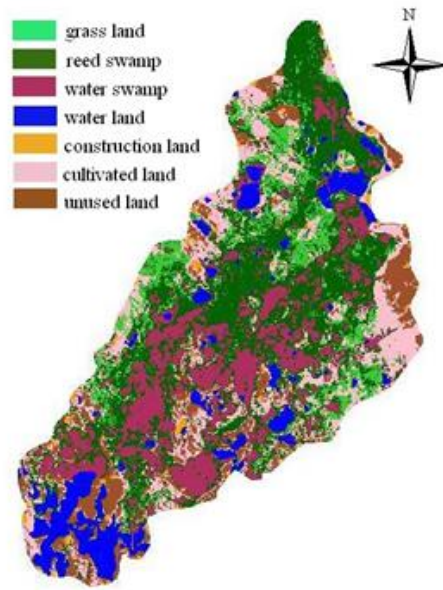 N
grass land
reed swamp
water swamp
water land
construction land
cultivated land
unused land